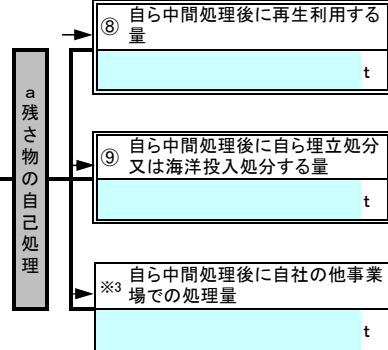 a
残
さ
物
の
自
己
処
理
⑧ 自ら中間処理後に再生利用する
量
t
⑨ 自ら中間処理後に自ら埋立処分
又は海洋投入処分する量
t
※3 自ら中間処理後に自社の他事業
場での処理量
t